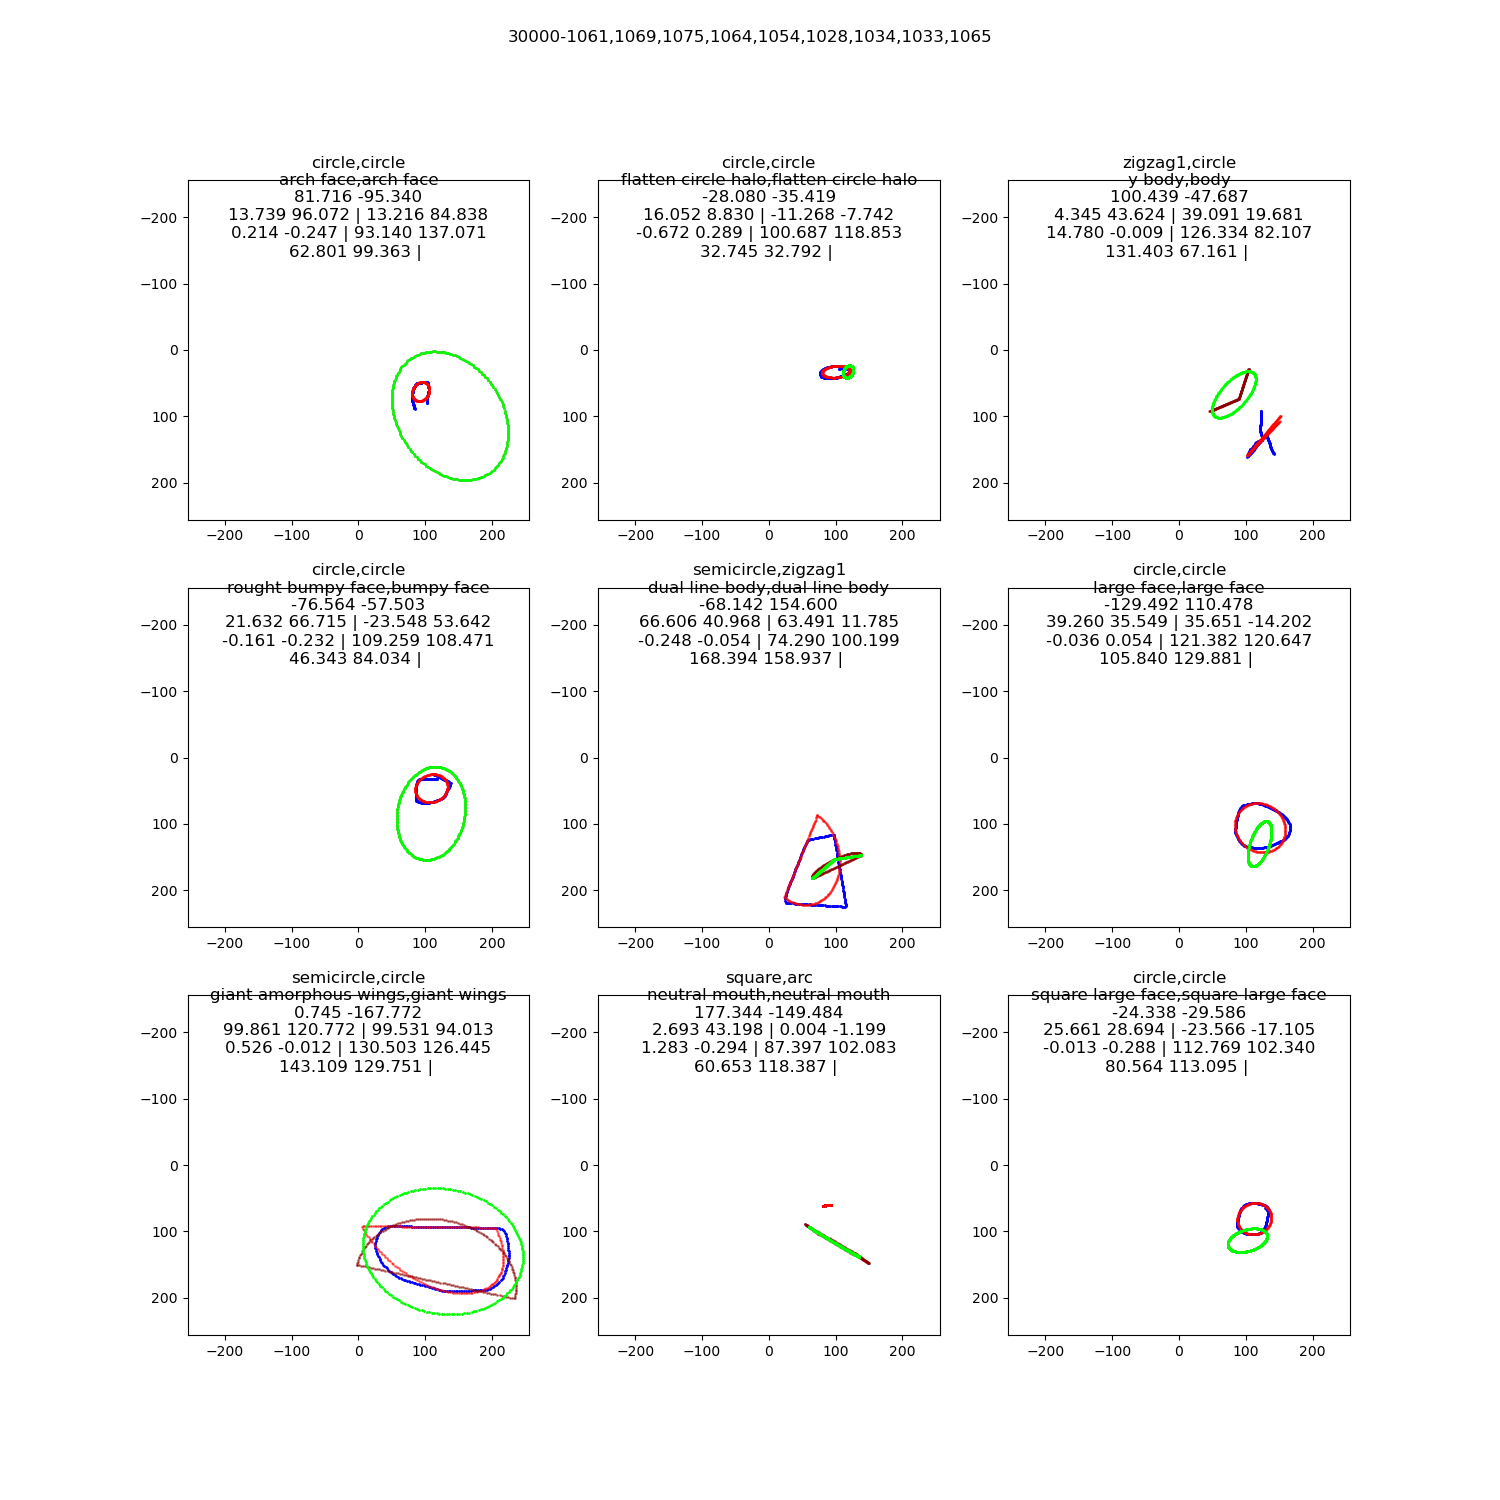 30000-1061,1069,1075,1064,1054,1028,1034,1033,1065
circle,circle
arch face,arch face
81.716 -95.340
13.739 96.072 | 13.216 84.838
0.214 -0.247 | 93.140 137.071
62.801 99.363 |
−200
−100
0
100
200
−200 −100 0 100 200
circle,circle
flatten circle halo,flatten circle halo
-28.080 -35.419
16.052 8.830 | -11.268 -7.742
-0.672 0.289 | 100.687 118.853
32.745 32.792 |
−200
−100
0
100
200
−200 −100 0 100 200
zigzag1,circle
y body,body
100.439 -47.687
4.345 43.624 | 39.091 19.681
14.780 -0.009 | 126.334 82.107
131.403 67.161 |
−200
−100
0
100
200
−200 −100 0 100 200
circle,circle
rought bumpy face,bumpy face
-76.564 -57.503
21.632 66.715 | -23.548 53.642
-0.161 -0.232 | 109.259 108.471
46.343 84.034 |
−200
−100
0
100
200
−200 −100 0 100 200
semicircle,zigzag1
dual line body,dual line body
-68.142 154.600
66.606 40.968 | 63.491 11.785
-0.248 -0.054 | 74.290 100.199
168.394 158.937 |
−200
−100
0
100
200
−200 −100 0 100 200
circle,circle
large face,large face
-129.492 110.478
39.260 35.549 | 35.651 -14.202
-0.036 0.054 | 121.382 120.647
105.840 129.881 |
−200
−100
0
100
200
−200 −100 0 100 200
semicircle,circle
giant amorphous wings,giant wings
0.745 -167.772
99.861 120.772 | 99.531 94.013
0.526 -0.012 | 130.503 126.445
143.109 129.751 |
−200
−100
0
100
200
−200 −100 0 100 200
square,arc
neutral mouth,neutral mouth
177.344 -149.484
2.693 43.198 | 0.004 -1.199
1.283 -0.294 | 87.397 102.083
60.653 118.387 |
−200
−100
0
100
200
−200 −100 0 100 200
circle,circle
square large face,square large face
-24.338 -29.586
25.661 28.694 | -23.566 -17.105
-0.013 -0.288 | 112.769 102.340
80.564 113.095 |
−200
−100
0
100
200
−200 −100 0 100 200